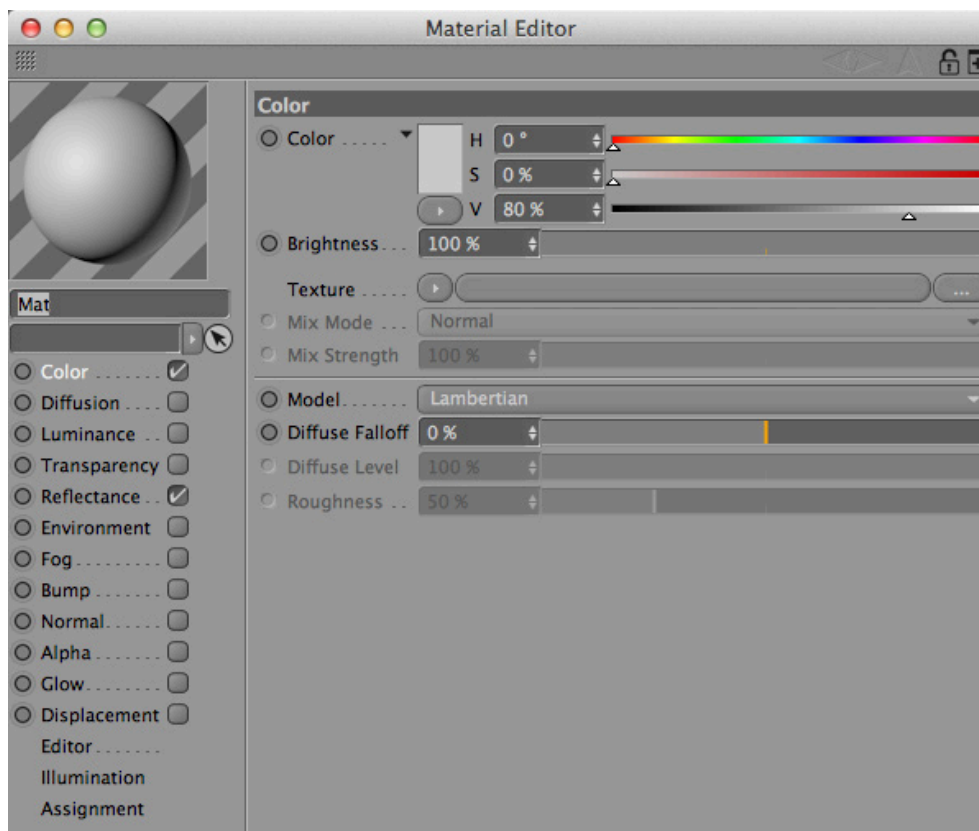 Material Editor
Color
Color ..... H 0 °
S 0 %
V 80 %
Brightness... 100 %
Texture .....  ...
Mix Mode ... Normal
Mix Strength 100 %
Model....... Lambertian
Diffuse Falloff 0 %
Diffuse Level 100 %
Roughness .. 50 %
Mat
Color .......
Diffusion ....
Luminance ..
Transparency
Reflectance ..
Environment
Fog.........
Bump.......
Normal......
Alpha.......
Glow........
Displacement
Editor.......
Illumination
Assignment